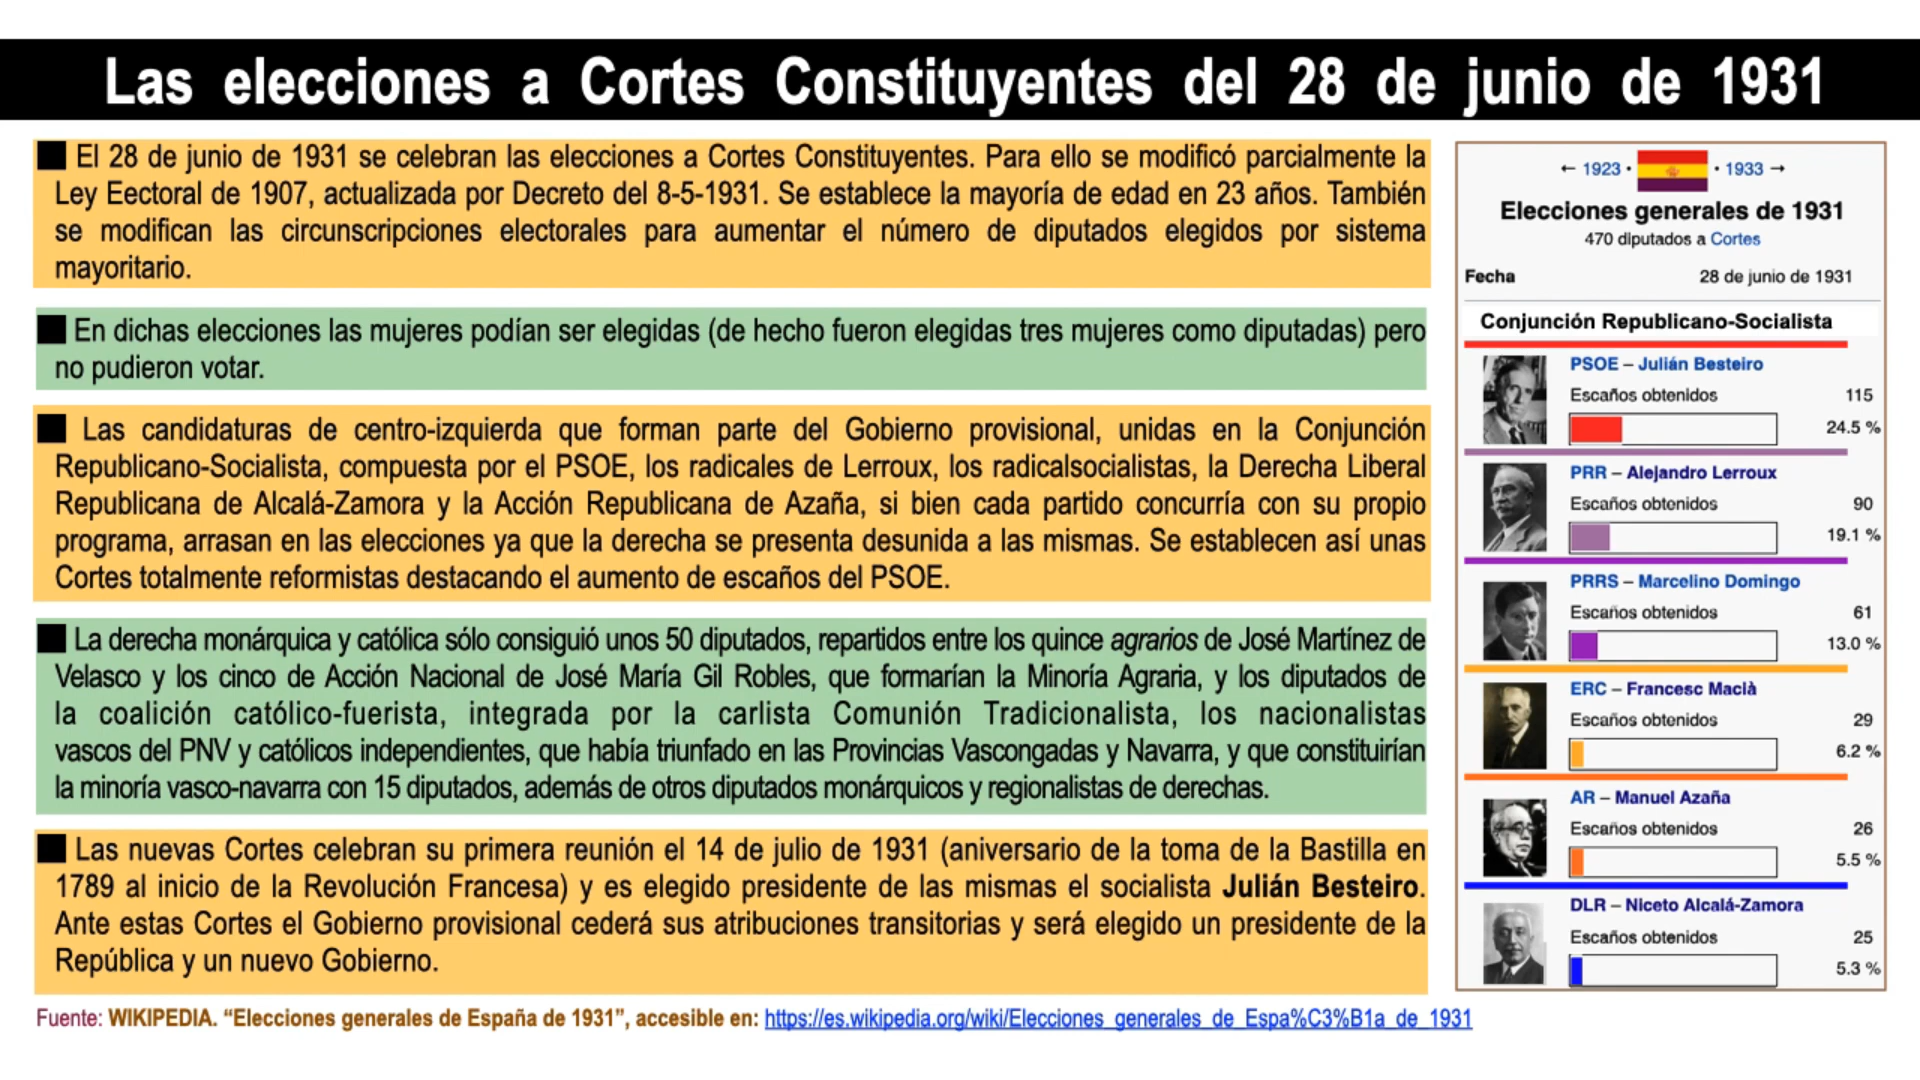 Las elecciones a Cortes Constituyentes del 28 de junio de 1931
El 28 de junio de 1931 se celebran las elecciones a Cortes Constituyentes. Para ello se modificó parcialmente la
Ley Eectoral de 1907, actualizada por Decreto del 8-5-1931. Se establece la mayoría de edad en 23 años. También
se modifican las circunscripciones electorales para aumentar el número de diputados elegidos por sistema
mayoritario.
En dichas elecciones las mujeres podían ser elegidas (de hecho fueron elegidas tres mujeres como diputadas) pero
no pudieron votar.
Las candidaturas de centro-izquierda que forman parte del Gobierno provisional, unidas en la Conjunción
Republicano-Socialista, compuesta por el PSOE, los radicales de Lerroux, los radicalsocialistas, la Derecha Liberal
Republicana de Alcalá-Zamora y la Acción Republicana de Azaña, si bien cada partido concurría con su propio
programa, arrasan en las elecciones ya que la derecha se presenta desunida a las mismas. Se establecen así unas
Cortes totalmente reformistas destacando el aumento de escaños del PSOE.
La derecha monárquica y católica sólo consiguió unos 50 diputados, repartidos entre los quince agrarios de José Martínez de
Velasco y los cinco de Acción Nacional de José María Gil Robles, que formarían la Minoría Agraria, y los diputados de
la coalición católico-fuerista, integrada por la carlista Comunión Tradicionalista, los nacionalistas
vascos del PNV y católicos independientes, que había triunfado en las Provincias Vascongadas y Navarra, y que constituirían
la minoría vasco-navarra con 15 diputados, además de otros diputados monárquicos y regionalistas de derechas.
Las nuevas Cortes celebran su primera reunión el 14 de julio de 1931 (aniversario de la toma de la Bastilla en
1789 al inicio de la Revolución Francesa) y es elegido presidente de las mismas el socialista Julián Besteiro.
Ante estas Cortes el Gobierno provisional cederá sus atribuciones transitorias y será elegido un presidente de la
República y un nuevo Gobierno.
Fuente: WIKIPEDIA. “Elecciones generales de España de 1931”, accesible en: https://es.wikipedia.org/wiki/Elecciones_generales_de_Espa%C3%B1a_de_1931
← 1923 • • 1933 →
Elecciones generales de 1931
470 diputados a Cortes
Fecha 28 de junio de 1931
Conjunción Republicano-Socialista
PSOE – Julián Besteiro
Escaños obtenidos 115
24.5 %
PRR – Alejandro Lerroux
Escaños obtenidos 90
19.1 %
PRRS – Marcelino Domingo
Escaños obtenidos 61
13.0 %
ERC – Francesc Macià
Escaños obtenidos 29
6.2 %
AR – Manuel Azaña
Escaños obtenidos 26
5.5 %
DLR – Niceto Alcalá-Zamora
Escaños obtenidos 25
5.3 %